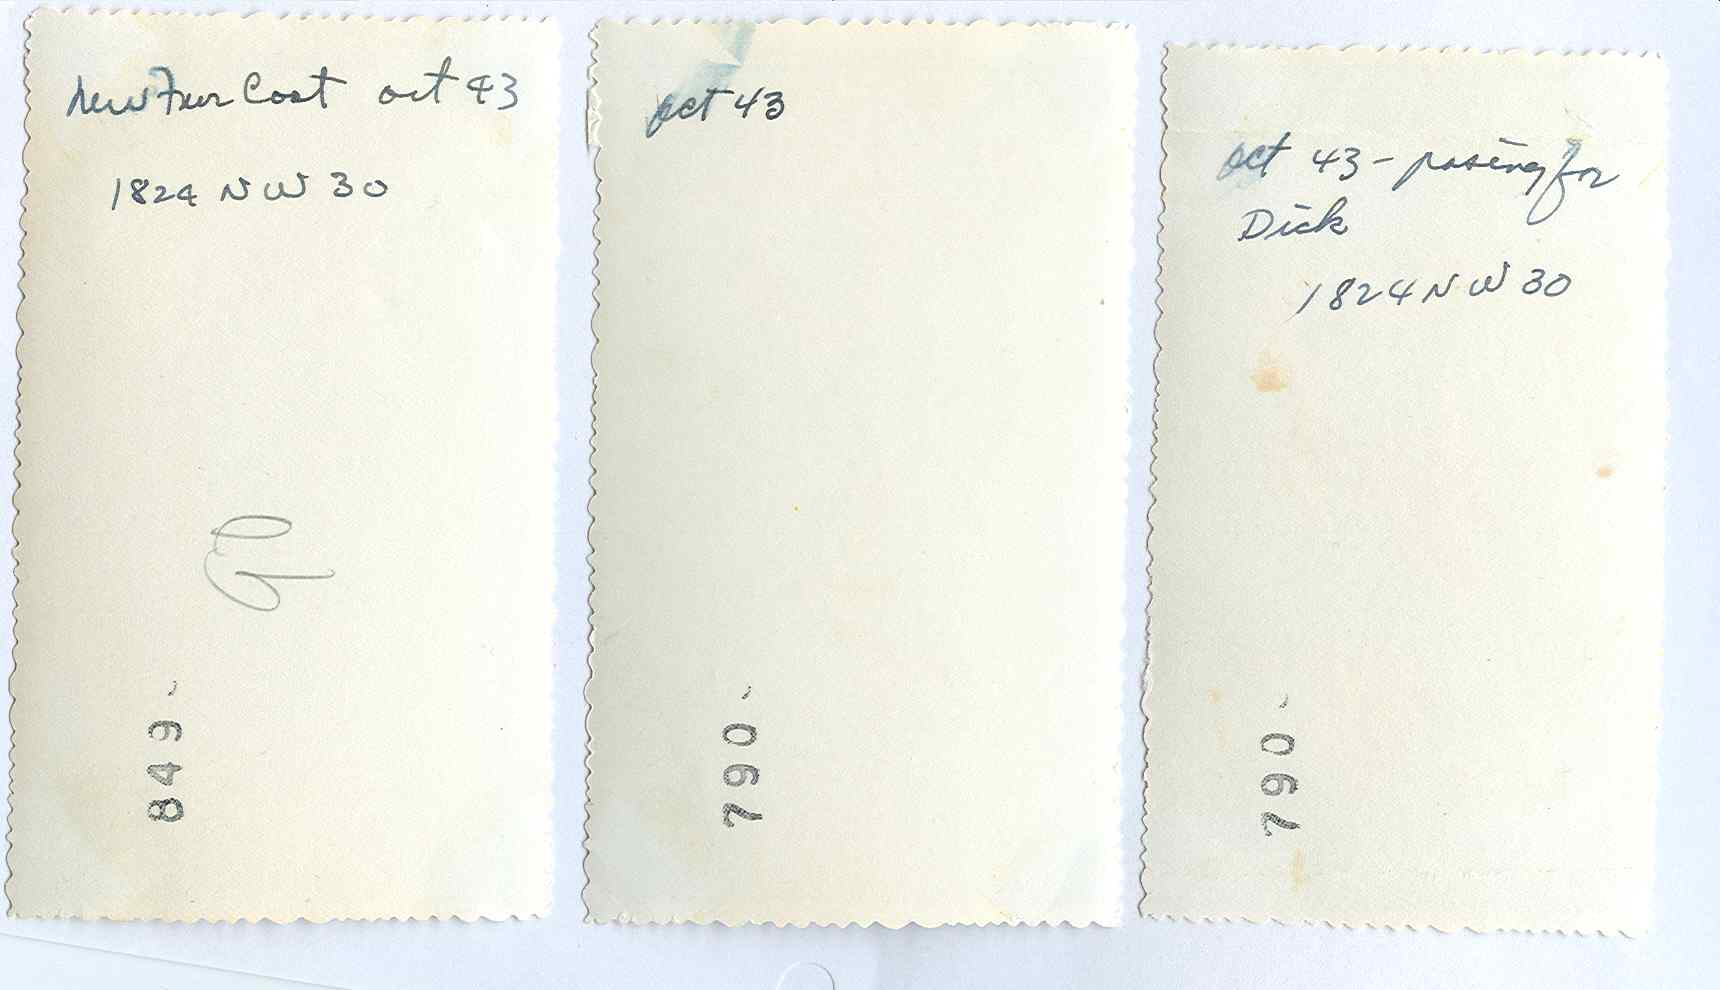 New Fur Coat oct 43
1824 NW 30
849
oct 43
790
oct 43 - posing for
Dick
1824 NW 30
790